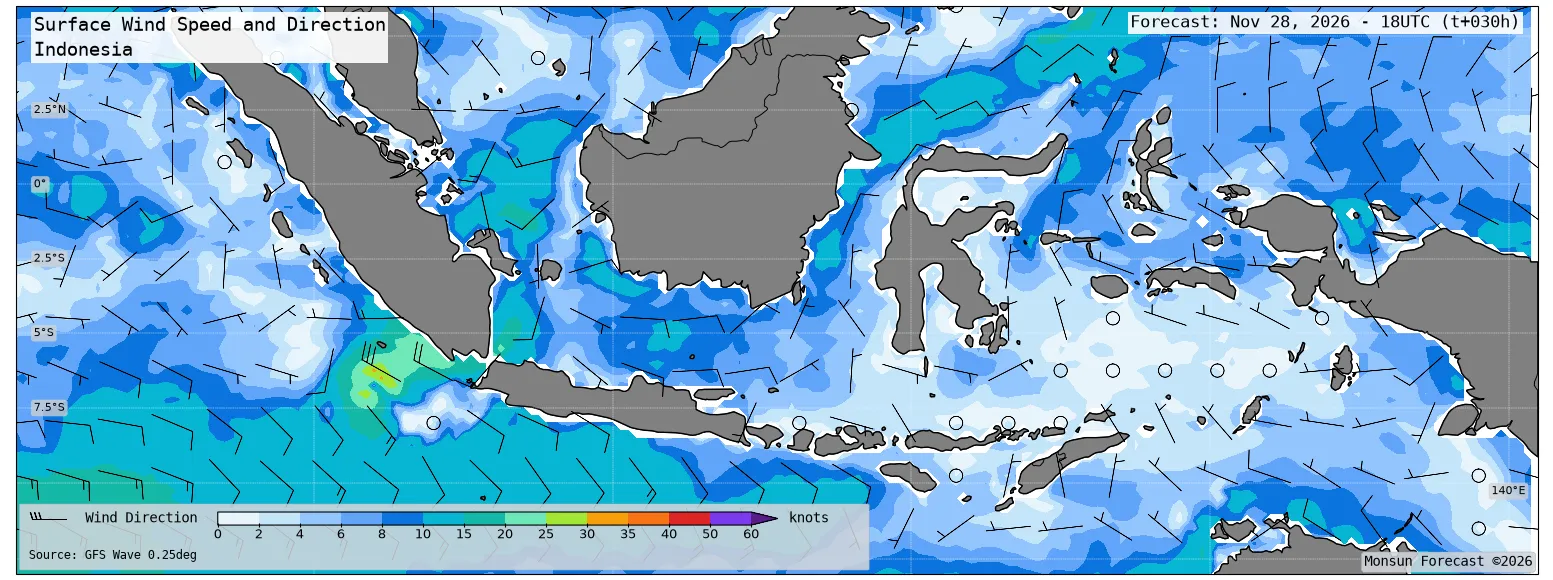 Surface Wind Speed and Direction
Indonesia
Forecast: Nov 28, 2026 - 18UTC (t+030h)
2.5°N
0°
2.5°S
5°S
7.5°S
140°E
Wind Direction
knots
0 2 4 6 8 10 15 20 25 30 35 40 50 60
Source: GFS Wave 0.25deg
Monsun Forecast ©2026